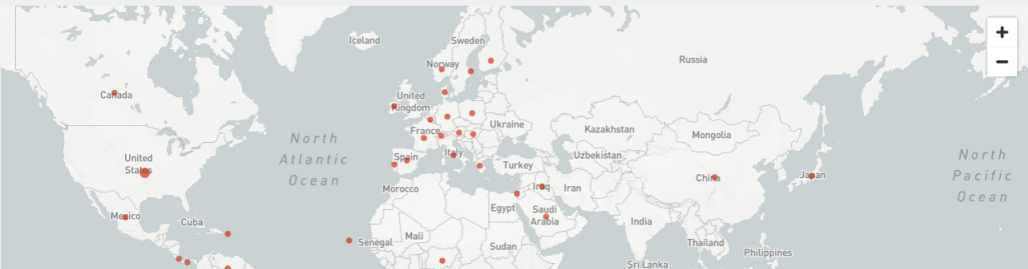 Iceland
Sweden
Norway
Russia
Canada
United
Kingdom
Ukraine
Kazakhstan
Mongolia
France
North
Atlantic
Ocean
United
States
Italy
Uzbekistan
Spain
Turkey
China
Japan
North
Pacific
Ocean
Morocco
Iraq
Iran
Mexico
Cuba
Egypt
Saudi
Arabia
India
Senegal
Mali
Sudan
Thailand
Philippines
Sri Lanka
+
−